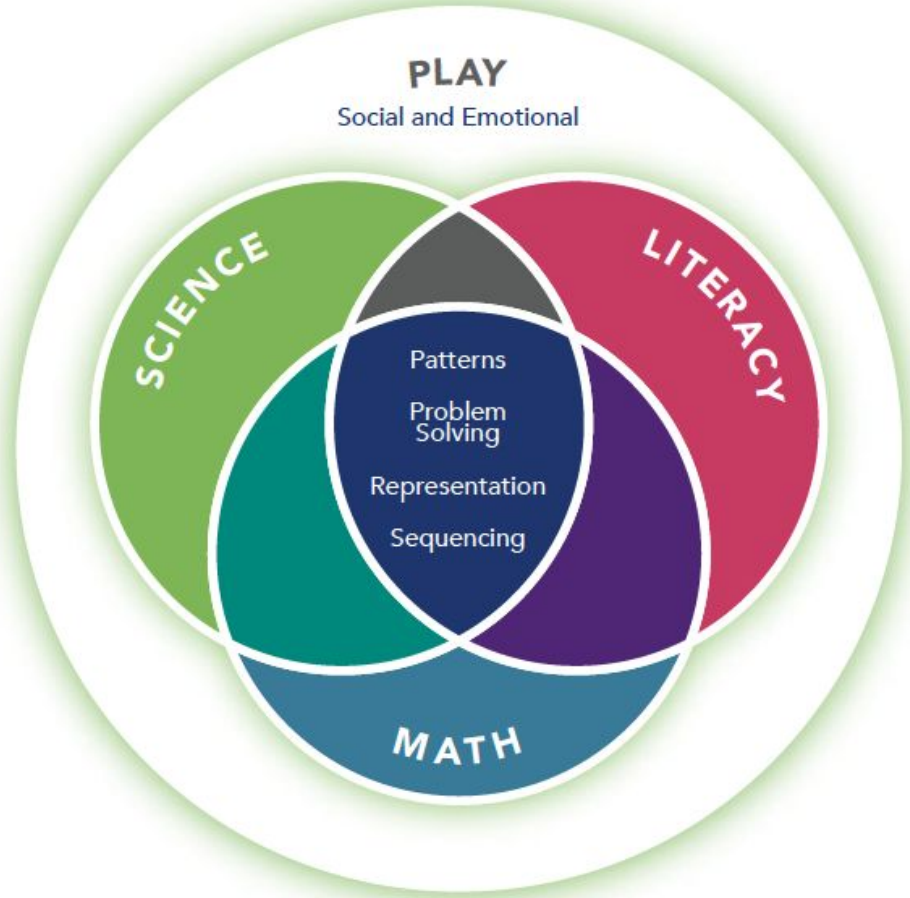 PLAY
Social and Emotional
SCIENCE
LITERACY
Patterns
Problem
Solving
Representation
Sequencing
MATH